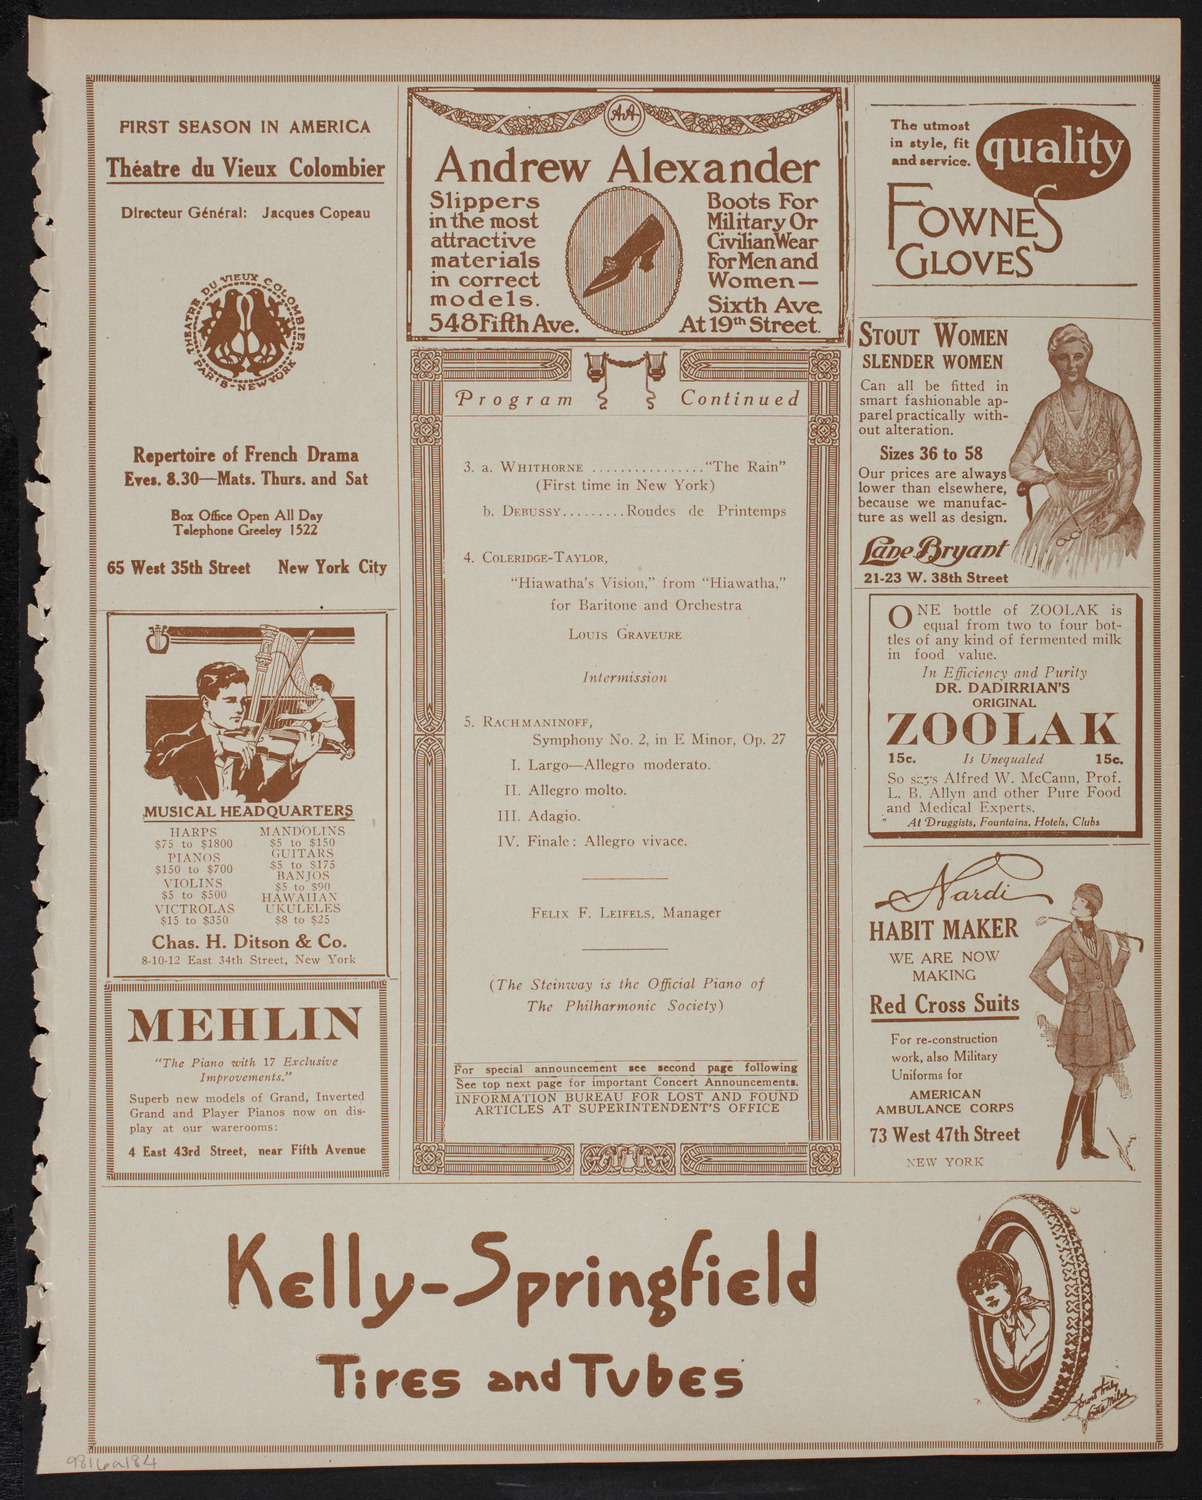 FIRST SEASON IN AMERICA
Théatre du Vieux Colombier
Directeur Général: Jacques Copeau
THEATRE DU VIEUX COLOMBIER
PARIS-NEW YORK
Repertoire of French Drama
Eves. 8.30—Mats. Thurs. and Sat
Box Office Open All Day
Telephone Greeley 1522
65 West 35th Street New York City
MUSICAL HEADQUARTERS
HARPS
$75 to $1800
PIANOS
$150 to $700
VIOLINS
$5 to $500
VICTROLAS
$15 to $350
MANDOLINS
$5 to $150
GUITARS
$5 to $175
BANJOS
$5 to $90
HAWAIIAN
UKULELES
$8 to $25
Chas. H. Ditson & Co.
8-10-12 East 34th Street, New York
MEHLIN
"The Piano with 17 Exclusive
Improvements."
Superb new models of Grand, Inverted
Grand and Player Pianos now on dis-
play at our warerooms:
4 East 43rd Street, near Fifth Avenue
AA
Andrew Alexander
Slippers
in the most
attractive
materials
in correct
models.
548 Fifth Ave.
Boots For
Military Or
Civilian Wear
For Men and
Women—
Sixth Ave.
At 19th Street.
Program Continued
3. a. WHITHORNE ................"The Rain"
(First time in New York)
b. DEBUSSY.........Roudes de Printemps
4. COLERIDGE-TAYLOR,
"Hiawatha's Vision," from "Hiawatha,"
for Baritone and Orchestra
LOUIS GRAVEURE
Intermission
5. RACHMANINOFF,
Symphony No. 2, in E Minor, Op. 27
I. Largo—Allegro moderato.
II. Allegro molto.
III. Adagio.
IV. Finale: Allegro vivace.
FELIX F. LEIFELS, Manager
(The Steinway is the Official Piano of
The Philharmonic Society)
For special announcement see second page following
See top next page for important Concert Announcements.
INFORMATION BUREAU FOR LOST AND FOUND
ARTICLES AT SUPERINTENDENT'S OFFICE
The utmost
in style, fit
and service.
quality
FOWNES
GLOVES
STOUT WOMEN
SLENDER WOMEN
Can all be fitted in
smart fashionable ap-
parel practically with-
out alteration.
Sizes 36 to 58
Our prices are always
lower than elsewhere,
because we manufac-
ture as well as design.
Lane Bryant
21-23 W. 38th Street
ONE bottle of ZOOLAK is
equal from two to four bot-
tles of any kind of fermented milk
in food value.
In Efficiency and Purity
DR. DADIRRIAN'S
ORIGINAL
ZOOLAK
15c. Is Unequaled 15c.
So says Alfred W. McCann, Prof.
L. B. Allyn and other Pure Food
and Medical Experts.
At Druggists, Fountains, Hotels, Clubs
Nardi
HABIT MAKER
WE ARE NOW
MAKING
Red Cross Suits
For re-construction
work, also Military
Uniforms for
AMERICAN
AMBULANCE CORPS
73 West 47th Street
NEW YORK
Kelly-Springfield
Tires and Tubes
9816a184